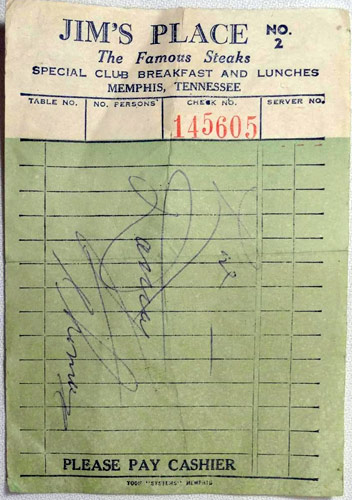 JIM'S PLACE NO. 2
The Famous Steaks
SPECIAL CLUB BREAKFAST AND LUNCHES
MEMPHIS, TENNESSEE
TABLE NO. NO. PERSONS CHECK NO. SERVER NO.
145605
Thomas
PLEASE PAY CASHIER